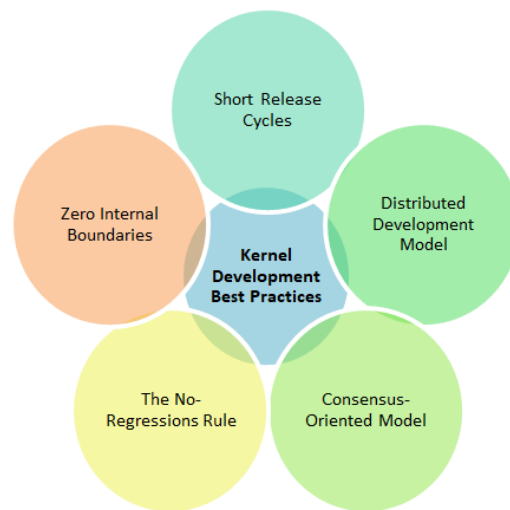 Short Release
Cycles
Distributed
Development
Model
Zero Internal
Boundaries
Kernel
Development
Best Practices
The No-
Regressions Rule
Consensus-
Oriented Model